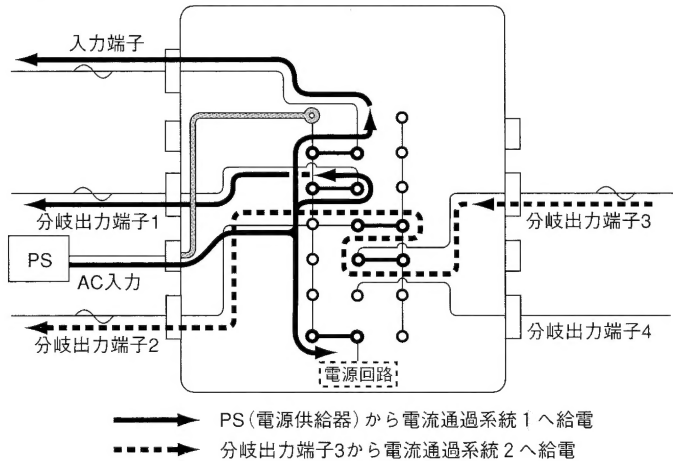 入力端子
分岐出力端子1
分岐出力端子3
PS
AC入力
分岐出力端子2
分岐出力端子4
電源回路
PS(電源供給器)から電流通過系統1へ給電
分岐出力端子3から電流通過系統2へ給電